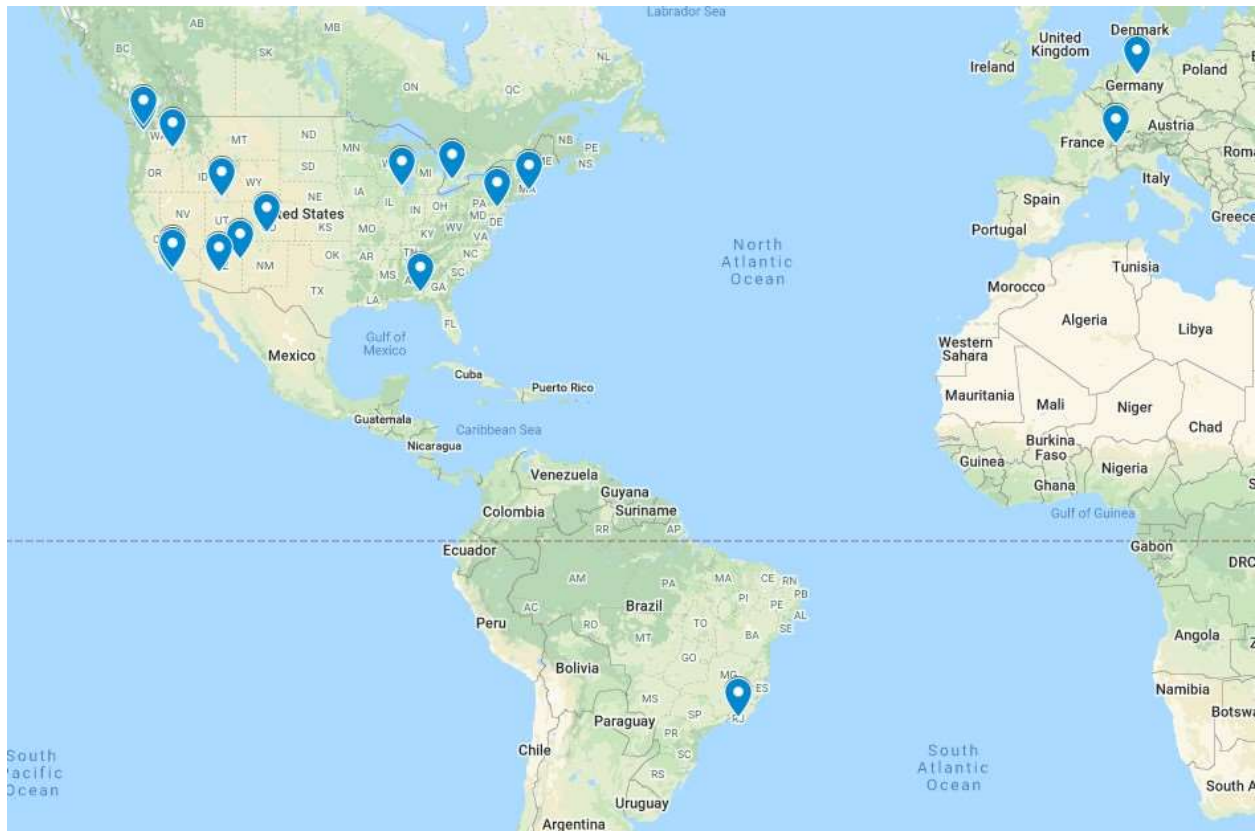 Labrador Sea
AB
MB
BC
SK
NL
ON
QC
United
Kingdom
Ireland
Denmark
Poland
Germany
France
Austria
Italy
Spain
Portugal
Greece
WA
MT
ND
MN
NB
PE
NS
ME
OR
ID
WY
SD
MI
MA
NE
IA
IL
IN
OH
PA
MD
DE
NV
UT
ted States
KS
MO
KY
WV
VA
NM
OK
AR
TN
NC
MS
SC
GA
TX
LA
FL
North
Atlantic
Ocean
Gulf of
Mexico
Mexico
Cuba
Puerto Rico
Guatemala
Caribbean Sea
Nicaragua
Tunisia
Morocco
Algeria
Libya
Western
Sahara
Mauritania
Mali
Niger
Chad
Burkina
Faso
Guinea
Ghana
Nigeria
Gulf of Guinea
Gabon
DRC
Angola
Namibia
Botsw
South A
Venezuela
Guyana
Suriname
Colombia
RR
AP
Ecuador
AM
PA
MA
CE
RN
PB
PI
PE
AL
SE
AC
Brazil
TO
RO
MT
BA
Peru
GO
Bolivia
MG
ES
MS
SP
RJ
Paraguay
PR
SC
RS
Chile
Uruguay
Argentina
South
Pacific
Ocean
South
Atlantic
Ocean